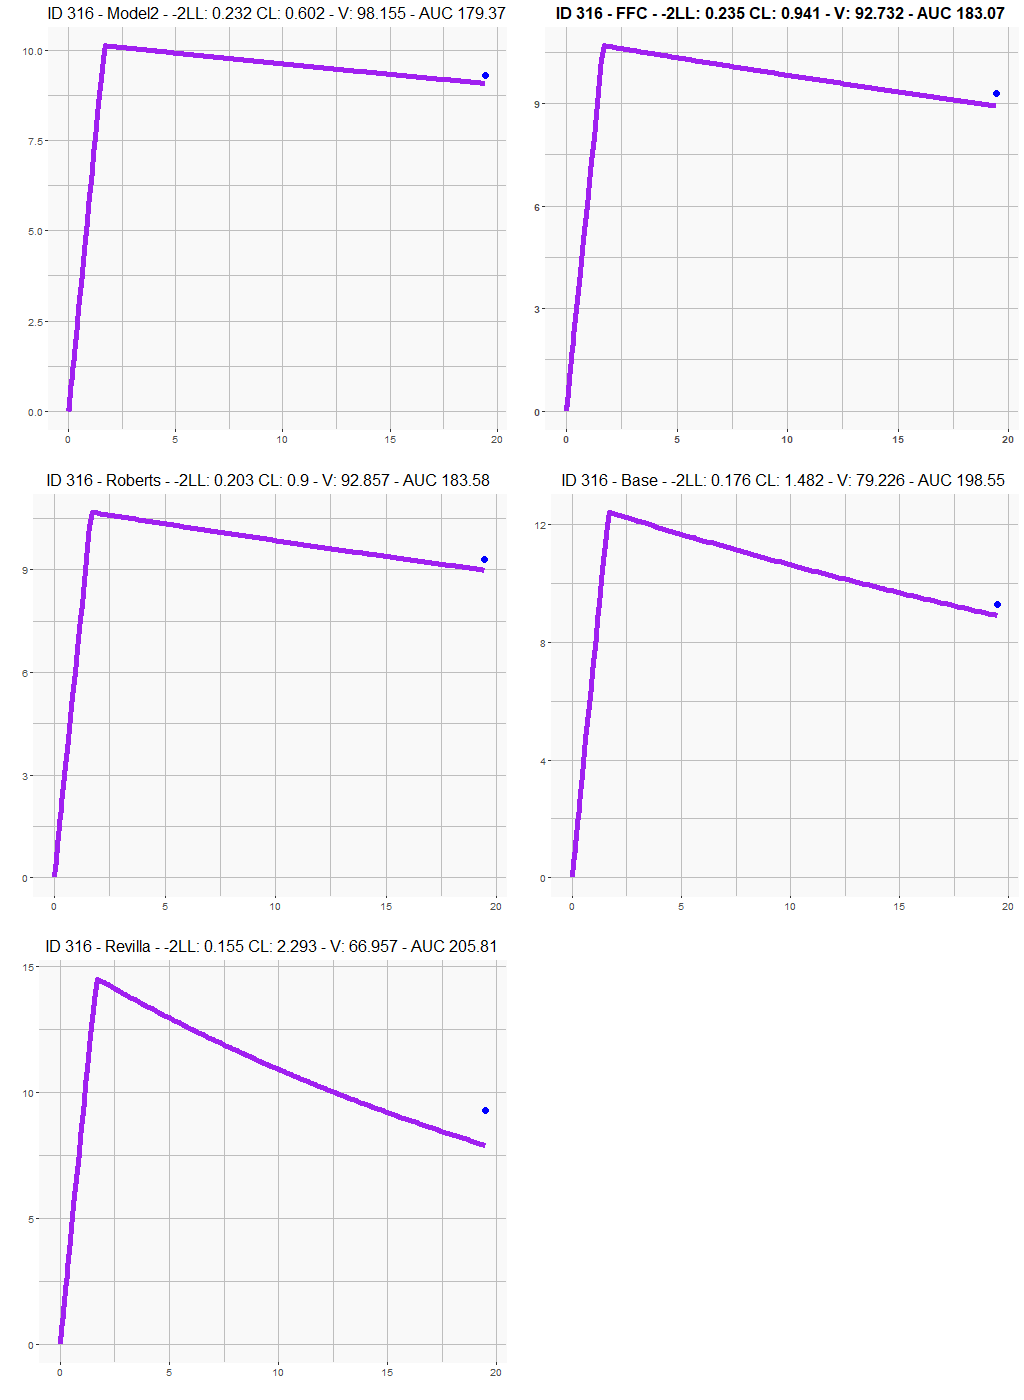 ID 316 - Model2 - -2LL: 0.232 CL: 0.602 - V: 98.155 - AUC 179.37
10.0
7.5
5.0
2.5
0.0
0 5 10 15 20
ID 316 - FFC - -2LL: 0.235 CL: 0.941 - V: 92.732 - AUC 183.07
9
6
3
0
0 5 10 15 20
ID 316 - Roberts - -2LL: 0.203 CL: 0.9 - V: 92.857 - AUC 183.58
9
6
3
0
0 5 10 15 20
ID 316 - Base - -2LL: 0.176 CL: 1.482 - V: 79.226 - AUC 198.55
12
8
4
0
0 5 10 15 20
ID 316 - Revilla - -2LL: 0.155 CL: 2.293 - V: 66.957 - AUC 205.81
15
10
5
0
0 5 10 15 20